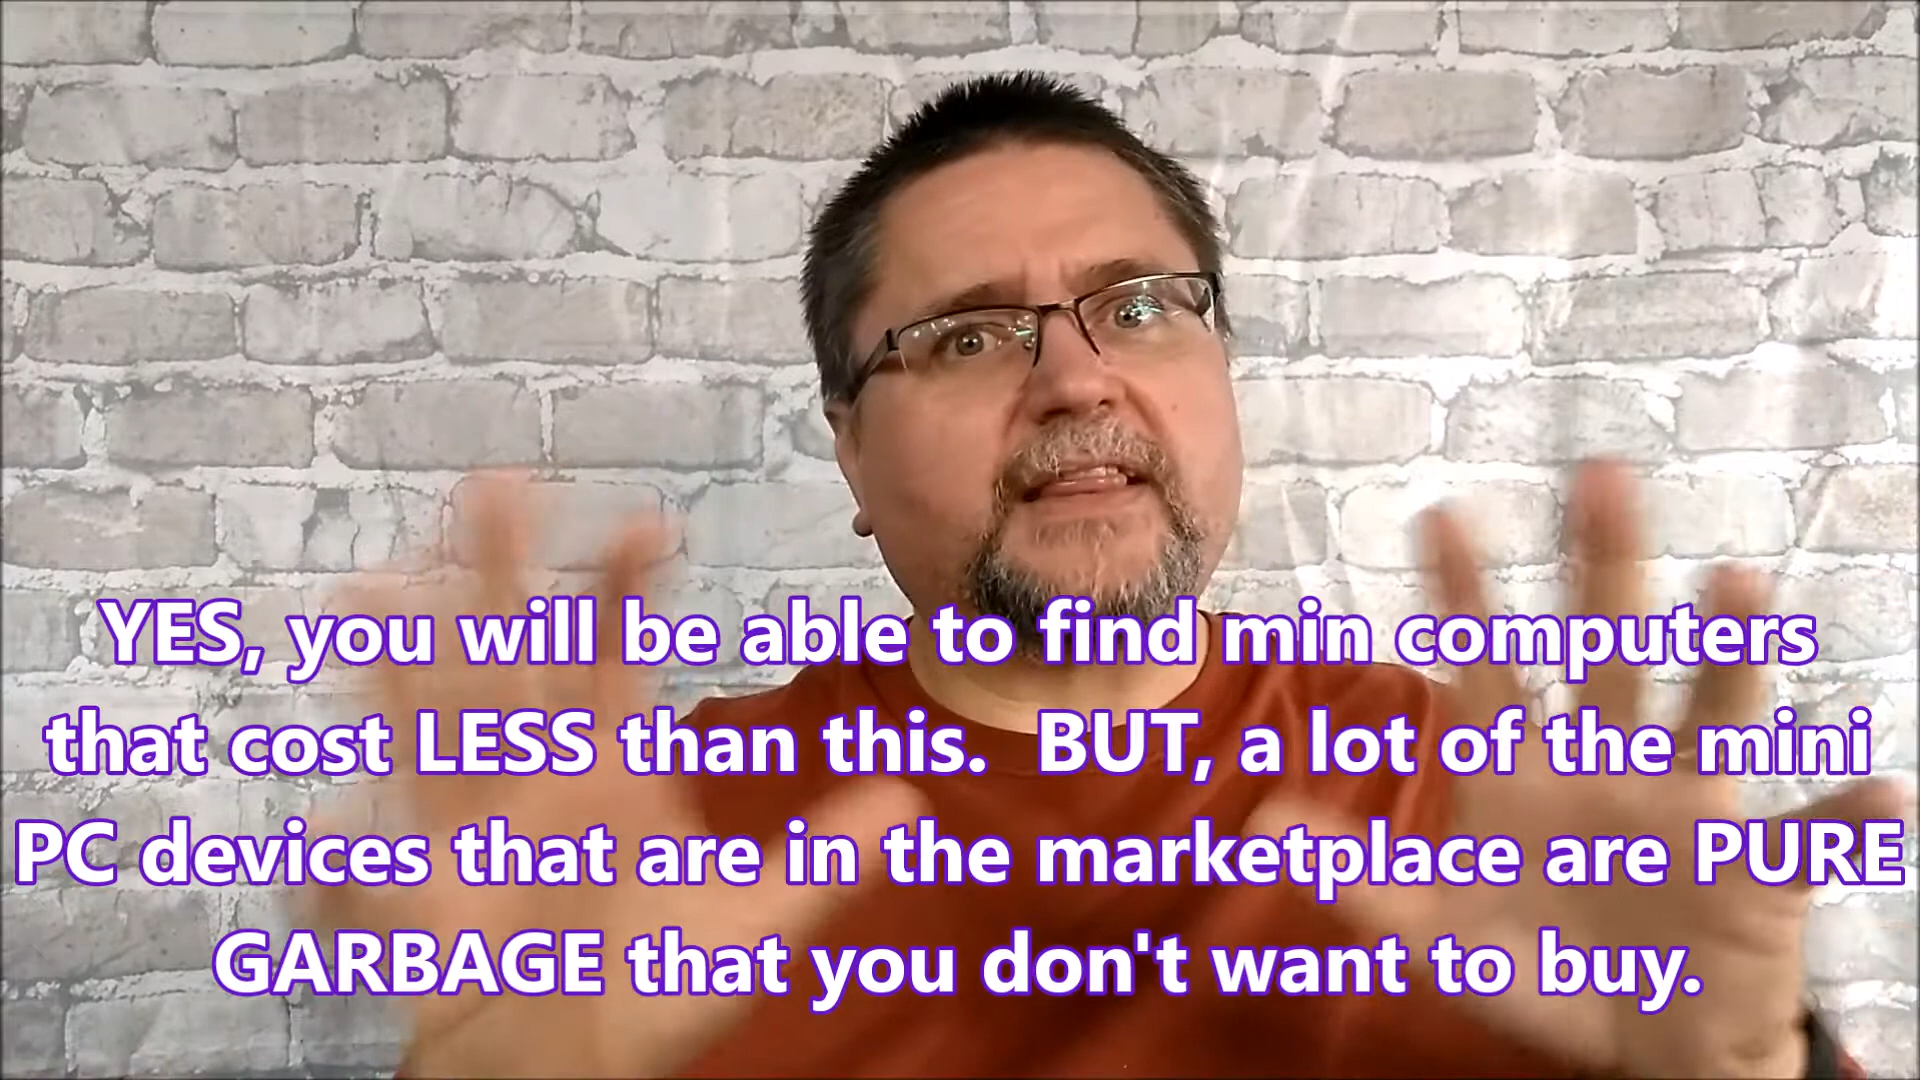 YES, you will be able to find min computers
that cost LESS than this.  BUT, a lot of the mini
PC devices that are in the marketplace are PURE
GARBAGE that you don't want to buy.